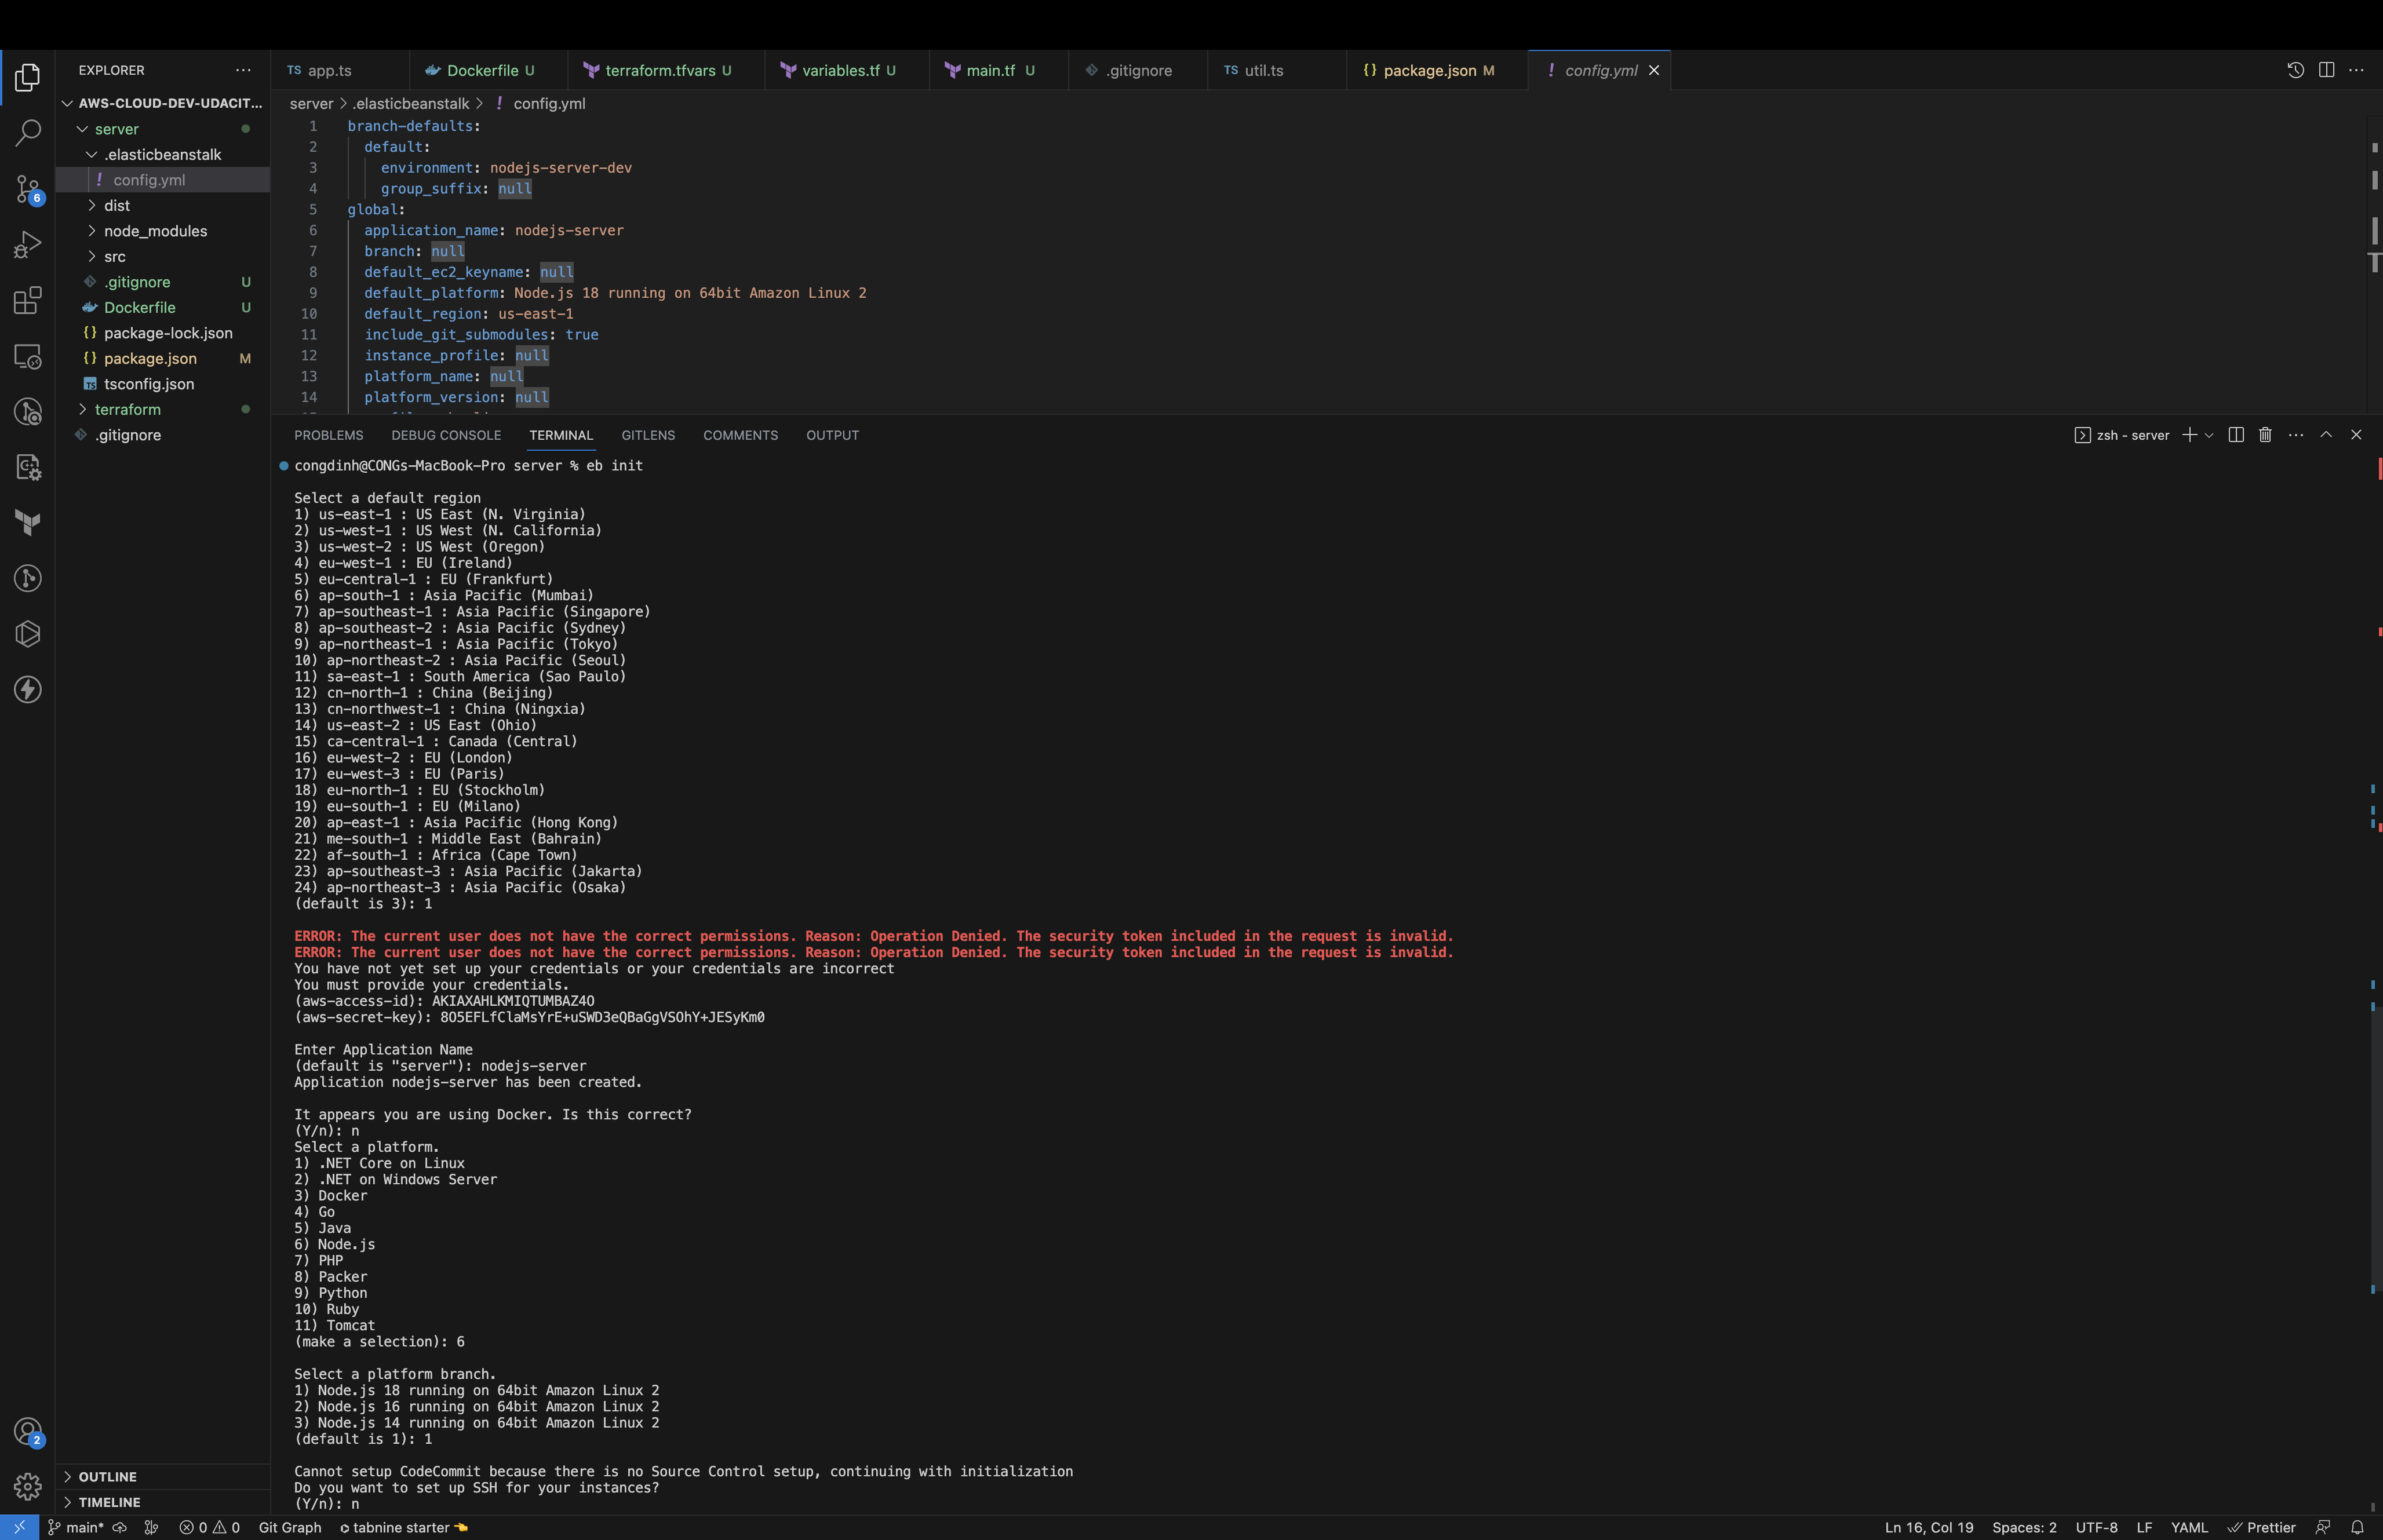 EXPLORER
AWS-CLOUD-DEV-UDACIT...
server
.elasticbeanstalk
! config.yml
dist
node_modules
src
.gitignore U
Dockerfile U
{} package-lock.json
{} package.json M
TS tsconfig.json
terraform
.gitignore
OUTLINE
TIMELINE
6
2
TS app.ts
Dockerfile U
terraform.tfvars U
variables.tf U
main.tf U
.gitignore
TS util.ts
{} package.json M
! config.yml
server > .elasticbeanstalk > ! config.yml
1 branch-defaults:
2 default:
3 environment: nodejs-server-dev
4 group_suffix: null
5 global:
6 application_name: nodejs-server
7 branch: null
8 default_ec2_keyname: null
9 default_platform: Node.js 18 running on 64bit Amazon Linux 2
10 default_region: us-east-1
11 include_git_submodules: true
12 instance_profile: null
13 platform_name: null
14 platform_version: null
PROBLEMS DEBUG CONSOLE TERMINAL GITLENS COMMENTS OUTPUT
zsh - server
congdinh@CONGs-MacBook-Pro server % eb init
Select a default region
1) us-east-1 : US East (N. Virginia)
2) us-west-1 : US West (N. California)
3) us-west-2 : US West (Oregon)
4) eu-west-1 : EU (Ireland)
5) eu-central-1 : EU (Frankfurt)
6) ap-south-1 : Asia Pacific (Mumbai)
7) ap-southeast-1 : Asia Pacific (Singapore)
8) ap-southeast-2 : Asia Pacific (Sydney)
9) ap-northeast-1 : Asia Pacific (Tokyo)
10) ap-northeast-2 : Asia Pacific (Seoul)
11) sa-east-1 : South America (Sao Paulo)
12) cn-north-1 : China (Beijing)
13) cn-northwest-1 : China (Ningxia)
14) us-east-2 : US East (Ohio)
15) ca-central-1 : Canada (Central)
16) eu-west-2 : EU (London)
17) eu-west-3 : EU (Paris)
18) eu-north-1 : EU (Stockholm)
19) eu-south-1 : EU (Milano)
20) ap-east-1 : Asia Pacific (Hong Kong)
21) me-south-1 : Middle East (Bahrain)
22) af-south-1 : Africa (Cape Town)
23) ap-southeast-3 : Asia Pacific (Jakarta)
24) ap-northeast-3 : Asia Pacific (Osaka)
(default is 3): 1
ERROR: The current user does not have the correct permissions. Reason: Operation Denied. The security token included in the request is invalid.
ERROR: The current user does not have the correct permissions. Reason: Operation Denied. The security token included in the request is invalid.
You have not yet set up your credentials or your credentials are incorrect
You must provide your credentials.
(aws-access-id): AKIAXAHLKMIQTUMBAZ4O
(aws-secret-key): 8O5EFLfClaMsYrE+uSWD3eQBaGgVSOhY+JESyKm0
Enter Application Name
(default is "server"): nodejs-server
Application nodejs-server has been created.
It appears you are using Docker. Is this correct?
(Y/n): n
Select a platform.
1) .NET Core on Linux
2) .NET on Windows Server
3) Docker
4) Go
5) Java
6) Node.js
7) PHP
8) Packer
9) Python
10) Ruby
11) Tomcat
(make a selection): 6
Select a platform branch.
1) Node.js 18 running on 64bit Amazon Linux 2
2) Node.js 16 running on 64bit Amazon Linux 2
3) Node.js 14 running on 64bit Amazon Linux 2
(default is 1): 1
Cannot setup CodeCommit because there is no Source Control setup, continuing with initialization
Do you want to set up SSH for your instances?
(Y/n): n
main* 0 0 Git Graph tabnine starter
Ln 16, Col 19 Spaces: 2 UTF-8 LF YAML Prettier